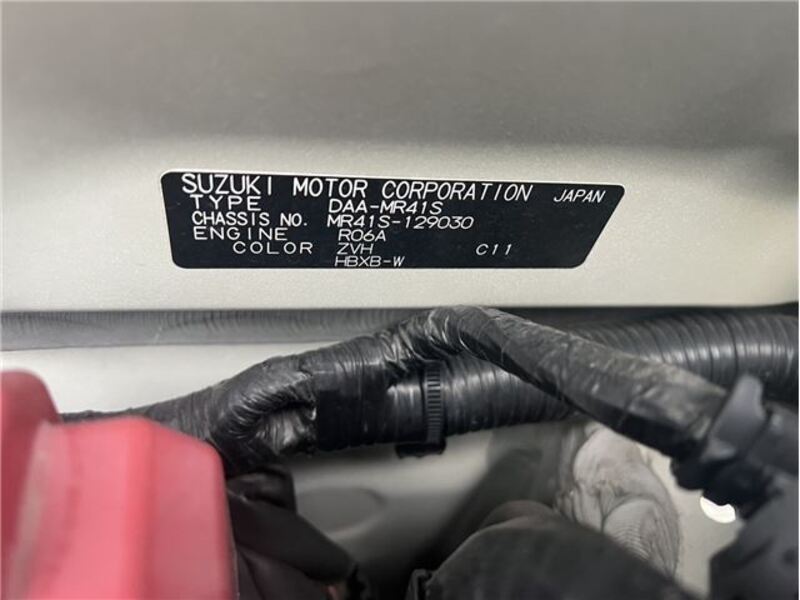 SUZUKI MOTOR CORPORATION JAPAN
TYPE DAA-MR41S
CHASSIS NO. MR41S-129030
ENGINE R06A
COLOR ZVH C11
HBXB-W